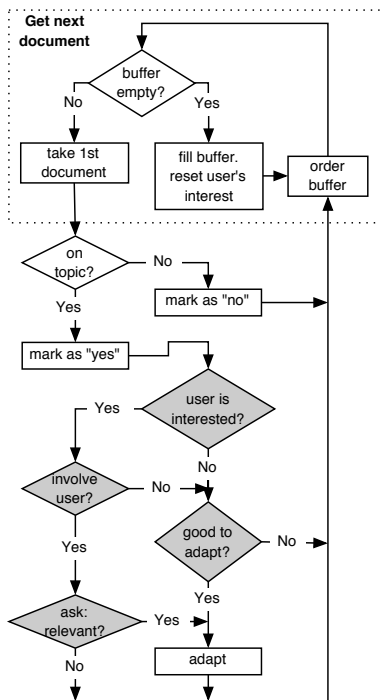 Get next
document
buffer
empty?
No
Yes
take 1st
document
fill buffer.
reset user's
interest
order
buffer
on
topic?
No
Yes
mark as "no"
mark as "yes"
user is
interested?
Yes
No
involve
user?
No
good to
adapt?
No
Yes
Yes
ask:
relevant?
Yes
No
adapt